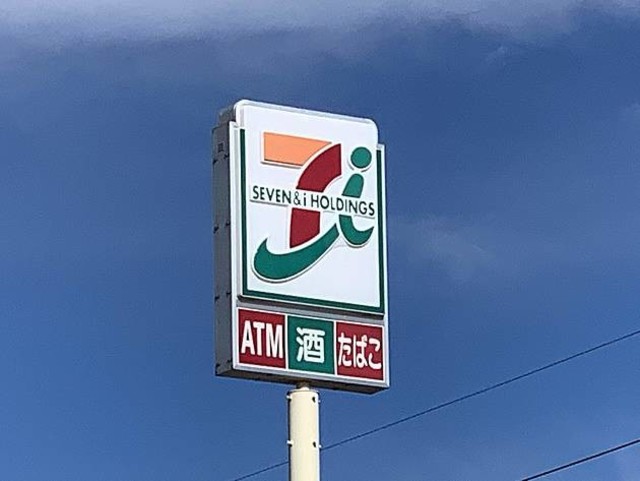 SEVEN & i HOLDINGS
ATM 酒 たばこ